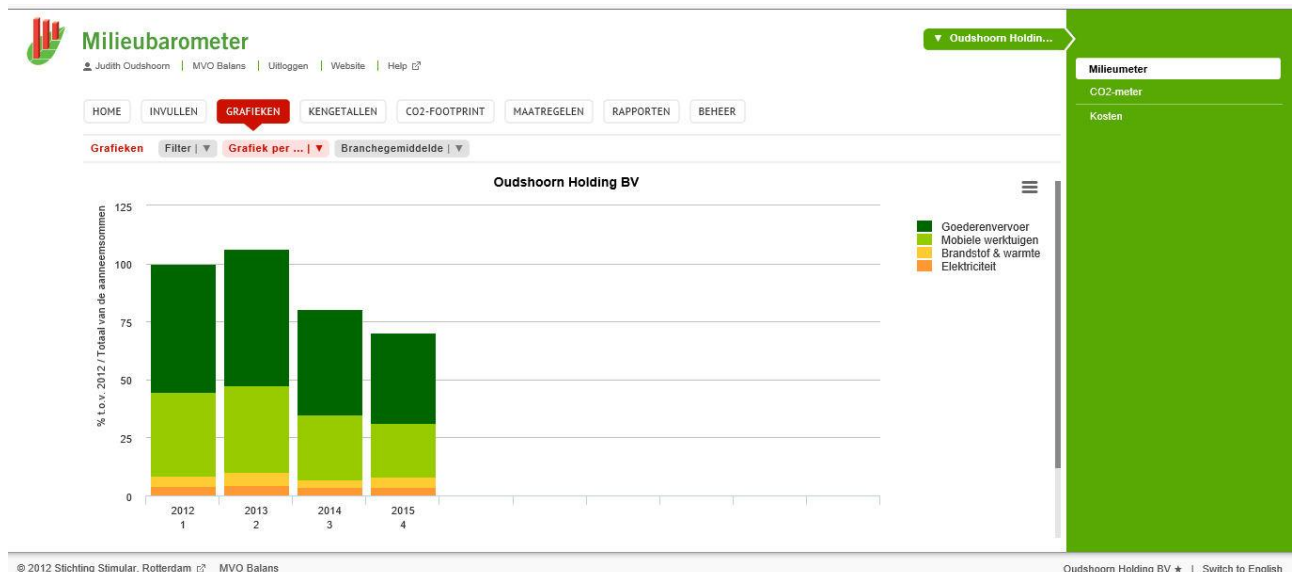 Milieubarometer
Judith Oudshoorn | MVO Balans | Uitloggen | Website | Help
▼ Oudshoorn Holdin...
Milieumeter
CO2-meter
Kosten
HOME INVULLEN GRAFIEKEN KENGETALLEN CO2-FOOTPRINT MAATREGELEN RAPPORTEN BEHEER
Grafieken Filter | ▼ Grafiek per ... | ▼ Branchegemiddelde | ▼
Oudshoorn Holding BV
% t.o.v. 2012 / Totaal van de aanneemsommen
125
100
75
50
25
0
2012 2013 2014 2015
1 2 3 4
Goederenvervoer
Mobiele werktuigen
Brandstof & warmte
Elektriciteit
© 2012 Stichting Stimular, Rotterdam MVO Balans
Oudshoorn Holding BV ★ | Switch to English